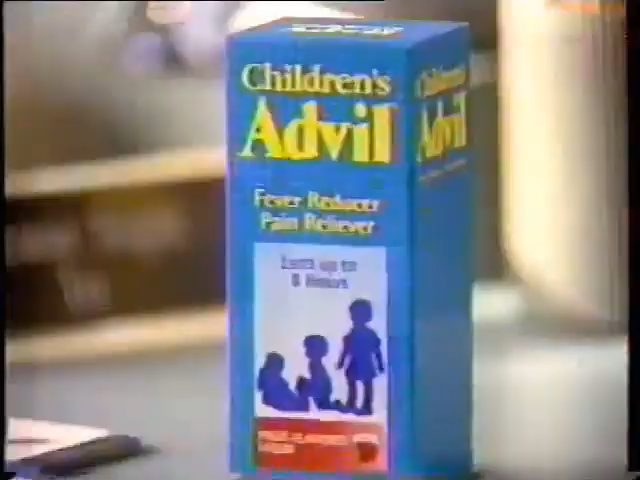 Children's
Advil
Fever Reducer
Pain Reliever
Lasts up to
8 Hours
Children's
Advil